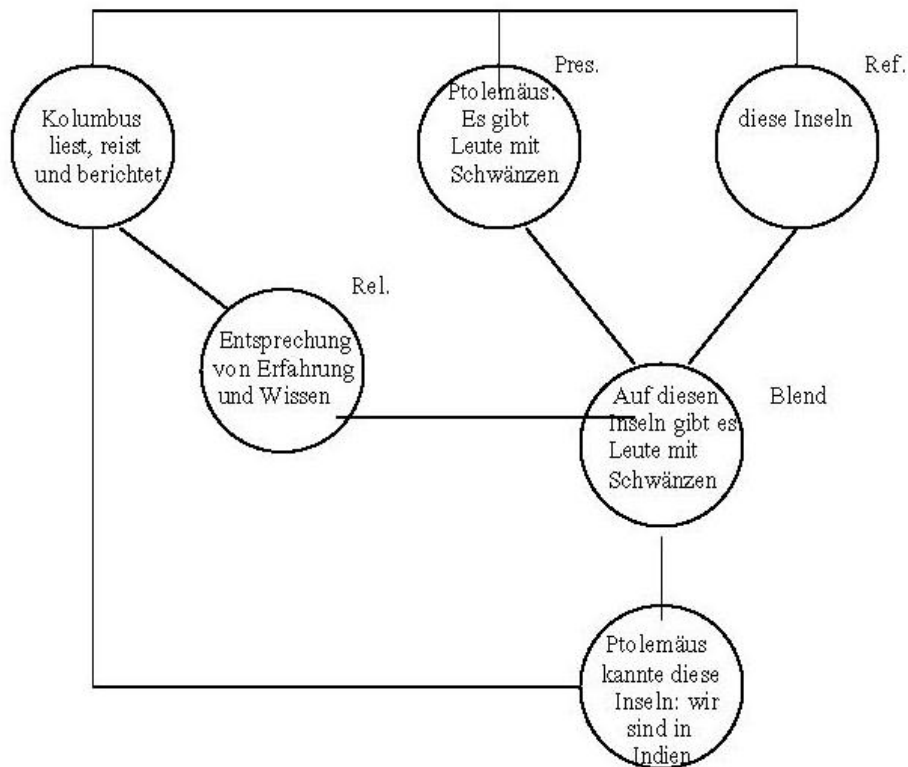 Pres.
Ref.
Kolumbus
liest, reist
und berichtet
Ptolemäus:
Es gibt
Leute mit
Schwänzen
diese Inseln
Rel.
Entsprechung
von Erfahrung
und Wissen
Blend
Auf diesen
Inseln gibt es
Leute mit
Schwänzen
Ptolemäus
kannte diese
Inseln: wir
sind in
Indien